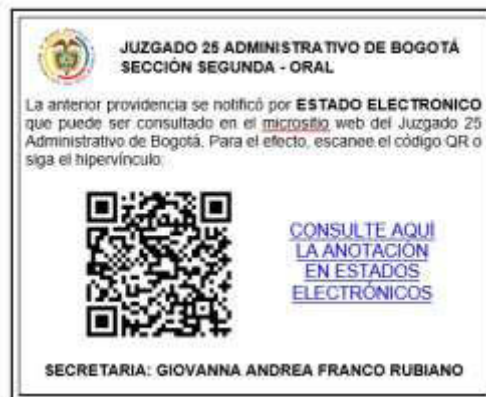 JUZGADO 25 ADMINISTRATIVO DE BOGOTÁ
SECCIÓN SEGUNDA - ORAL
La anterior providencia se notificó por ESTADO ELECTRONICO
que puede ser consultado en el micrositio web del Juzgado 25
Administrativo de Bogotá. Para el efecto, escanee el código QR o
siga el hipervínculo:
CONSULTE AQUÍ
LA ANOTACIÓN
EN ESTADOS
ELECTRÓNICOS
SECRETARIA: GIOVANNA ANDREA FRANCO RUBIANO